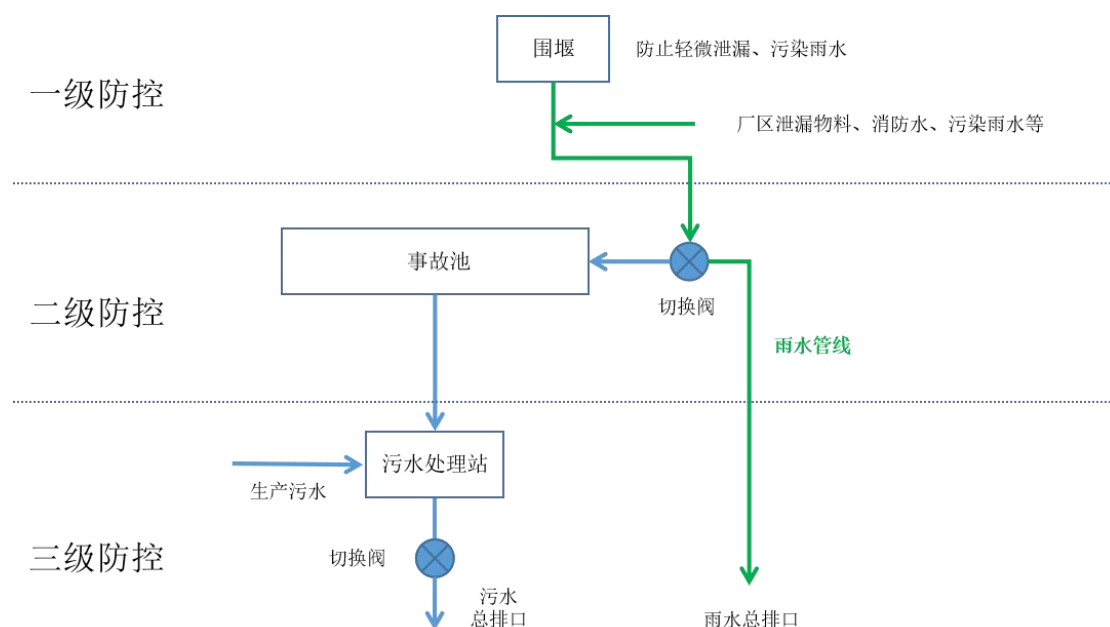 围堰
防止轻微泄漏、污染雨水
一级防控
厂区泄漏物料、消防水、污染雨水等
事故池
切换阀
二级防控
雨水管线
污水处理站
生产污水
三级防控
切换阀
污水
总排口
雨水总排口